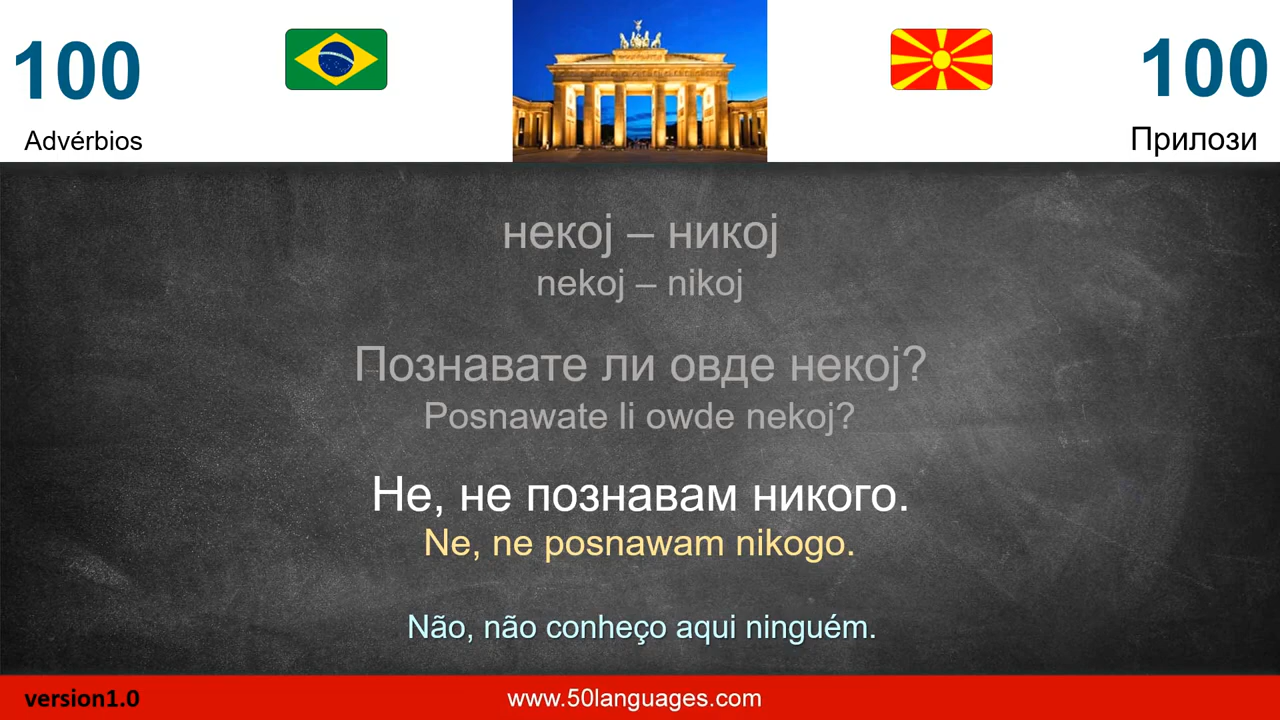 100
100
Advérbios
Прилози
некој – никој
nekoj – nikoj
Познавате ли овде некој?
Posnawate li owde nekoj?
Не, не познавам никого.
Ne, ne posnawam nikogo.
Não, não conheço aqui ninguém.
version1.0
www.50languages.com